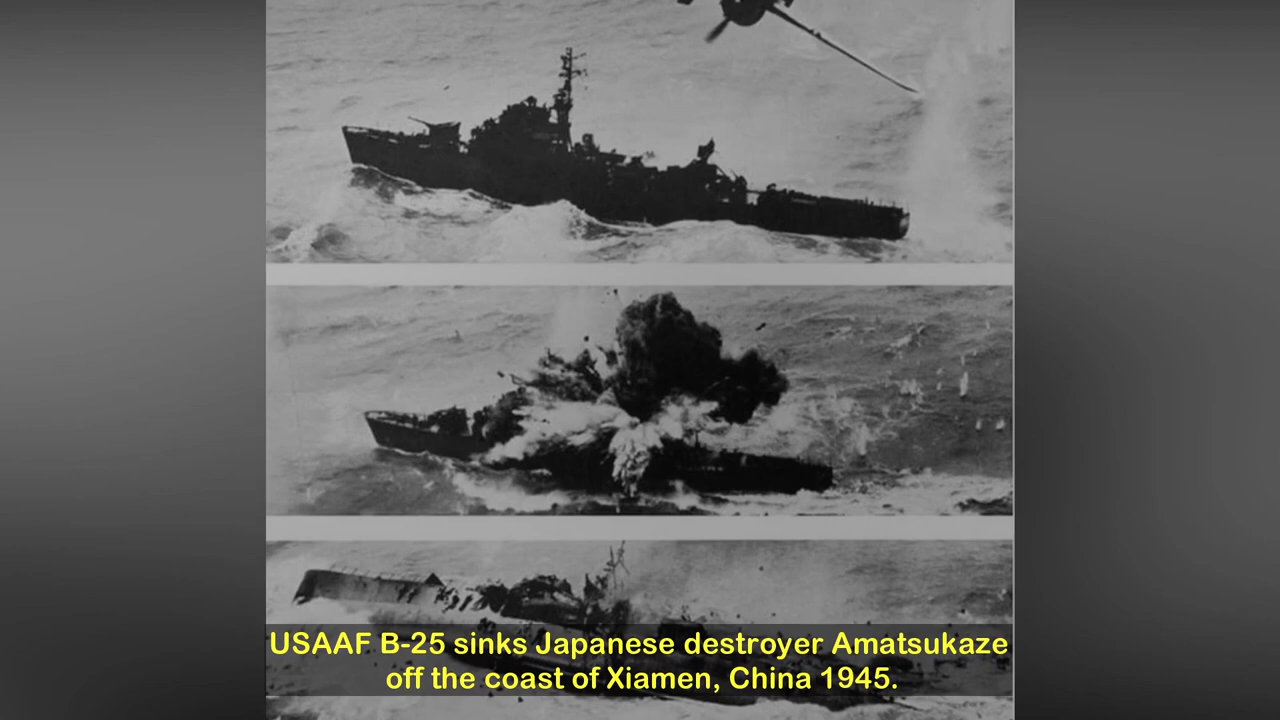 USAAF B-25 sinks Japanese destroyer Amatsukaze
off the coast of Xiamen, China 1945.